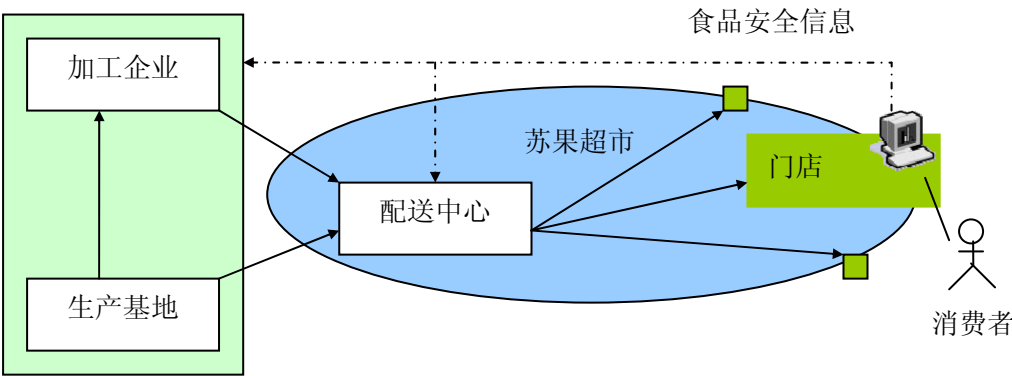 食品安全信息
加工企业
苏果超市
门店
配送中心
生产基地
消费者